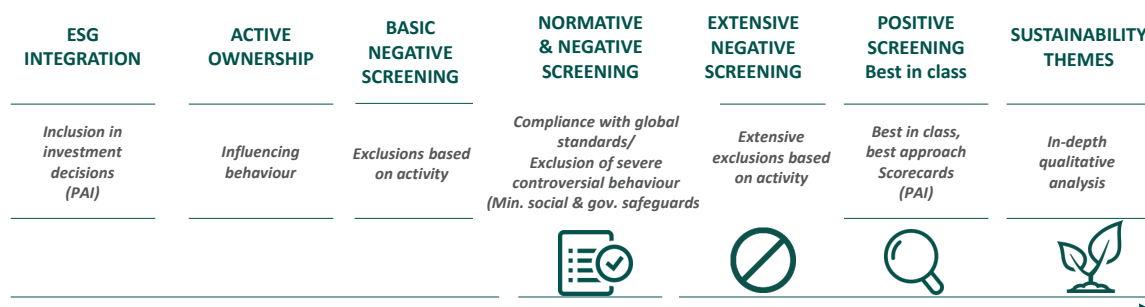 ESG
INTEGRATION
ACTIVE
OWNERSHIP
BASIC
NEGATIVE
SCREENING
NORMATIVE
& NEGATIVE
SCREENING
EXTENSIVE
NEGATIVE
SCREENING
POSITIVE
SCREENING
Best in class
SUSTAINABILITY
THEMES
Inclusion in
investment
decisions
(PAI)
Influencing
behaviour
Exclusions based
on activity
Compliance with global
standards/
Exclusion of severe
controversial behaviour
(Min. social & gov. safeguards
Extensive
exclusions based
on activity
Best in class,
best approach
Scorecards
(PAI)
In-depth
qualitative
analysis